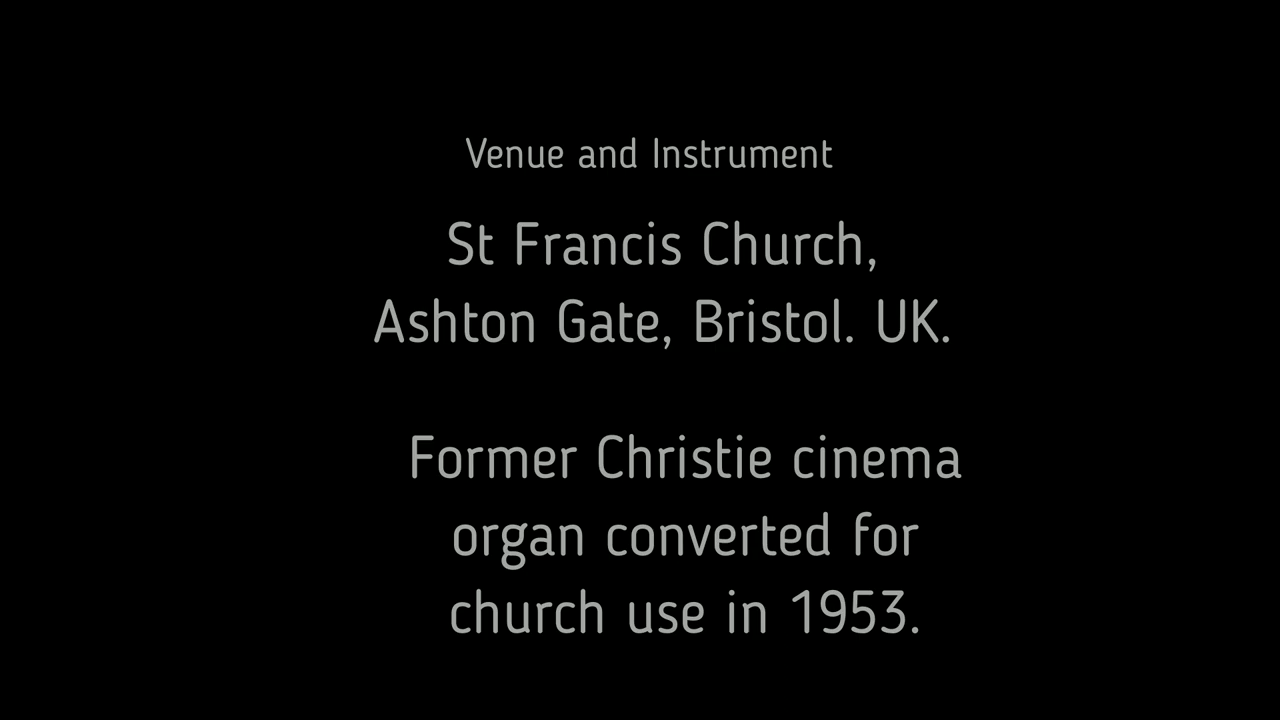 Venue and Instrument
St Francis Church,
Ashton Gate, Bristol. UK.
Former Christie cinema
organ converted for
church use in 1953.